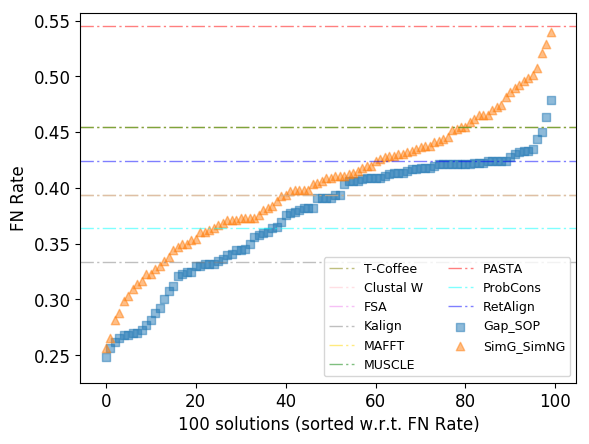 0.55
0.50
0.45
0.40
0.35
0.30
0.25
FN Rate
T-Coffee
Clustal W
FSA
Kalign
MAFFT
MUSCLE
PASTA
ProbCons
RetAlign
Gap_SOP
SimG_SimNG
0 20 40 60 80 100
100 solutions (sorted w.r.t. FN Rate)